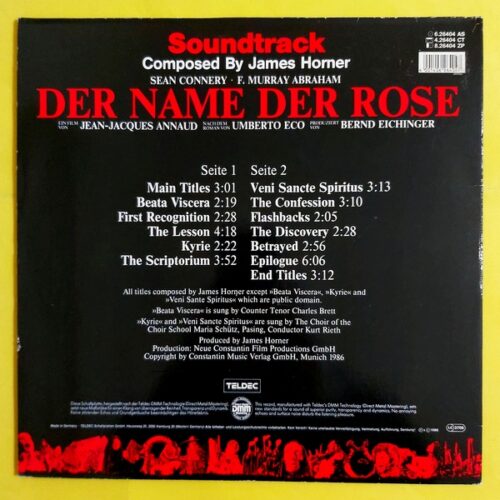 Soundtrack
Composed By James Horner
SEAN CONNERY · F. MURRAY ABRAHAM
DER NAME DER ROSE
EIN FILM VON JEAN-JACQUES ANNAUD NACH DEM ROMAN VON UMBERTO ECO PRODUZIERT VON BERND EICHINGER
6.26404 AS
4.26404 CT
8.26404 ZP
Seite 1
Main Titles 3:01
Beata Viscera 2:19
First Recognition 2:28
The Lesson 4:18
Kyrie 2:22
The Scriptorium 3:52
Seite 2
Veni Sancte Spiritus 3:13
The Confession 3:10
Flashbacks 2:05
The Discovery 2:28
Betrayed 2:56
Epilogue 6:06
End Titles 3:12
All titles composed by James Horner except »Beata Viscera«, »Kyrie« and
»Veni Sante Spiritus« which are public domain.
»Beata Viscera« is sung by Counter Tenor Charles Brett
»Kyrie« and »Veni Sancte Spiritus« are sung by The Choir of the
Choir School Maria Schütz, Pasing, Conductor Kurt Rieth
Produced by James Horner
Production: Neue Constantin Film Productions GmbH
Copyright by Constantin Music Verlag GmbH, Munich 1986
TELDEC
DMM
Made in Germany